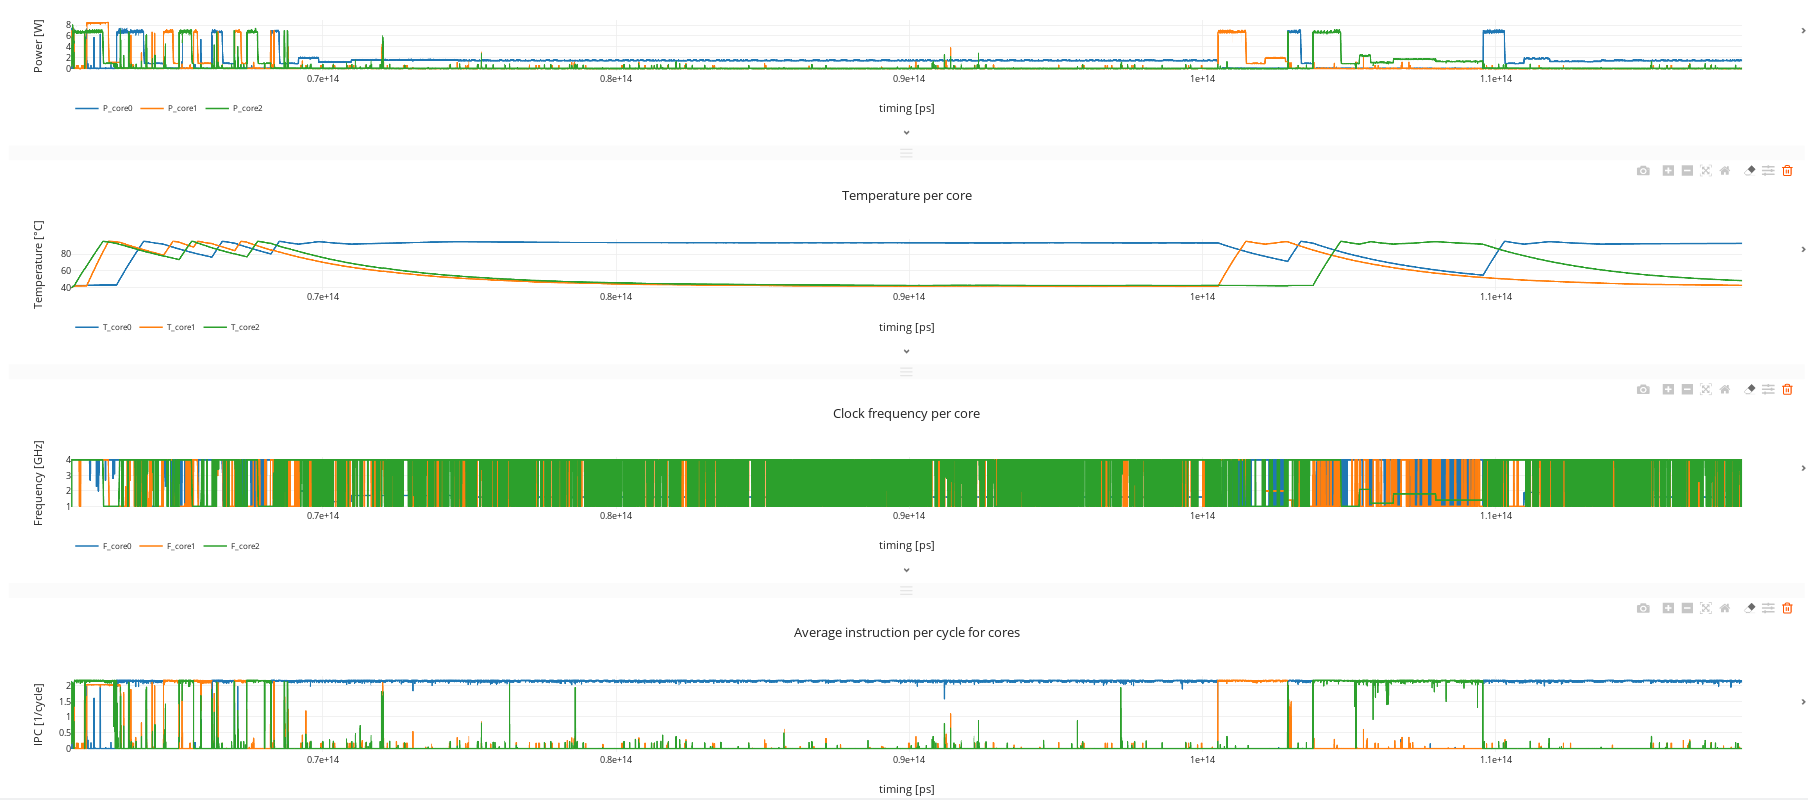 Power [W]
8
6
4
2
0
0.7e+14 0.8e+14 0.9e+14 1e+14 1.1e+14
P_core0 P_core1 P_core2
timing [ps]
Temperature per core
Temperature [°C]
80
60
40
0.7e+14 0.8e+14 0.9e+14 1e+14 1.1e+14
T_core0 T_core1 T_core2
timing [ps]
Clock frequency per core
Frequency [GHz]
4
3
2
1
0.7e+14 0.8e+14 0.9e+14 1e+14 1.1e+14
F_core0 F_core1 F_core2
timing [ps]
Average instruction per cycle for cores
IPC [1/cycle]
2
1.5
1
0.5
0
0.7e+14 0.8e+14 0.9e+14 1e+14 1.1e+14
timing [ps]